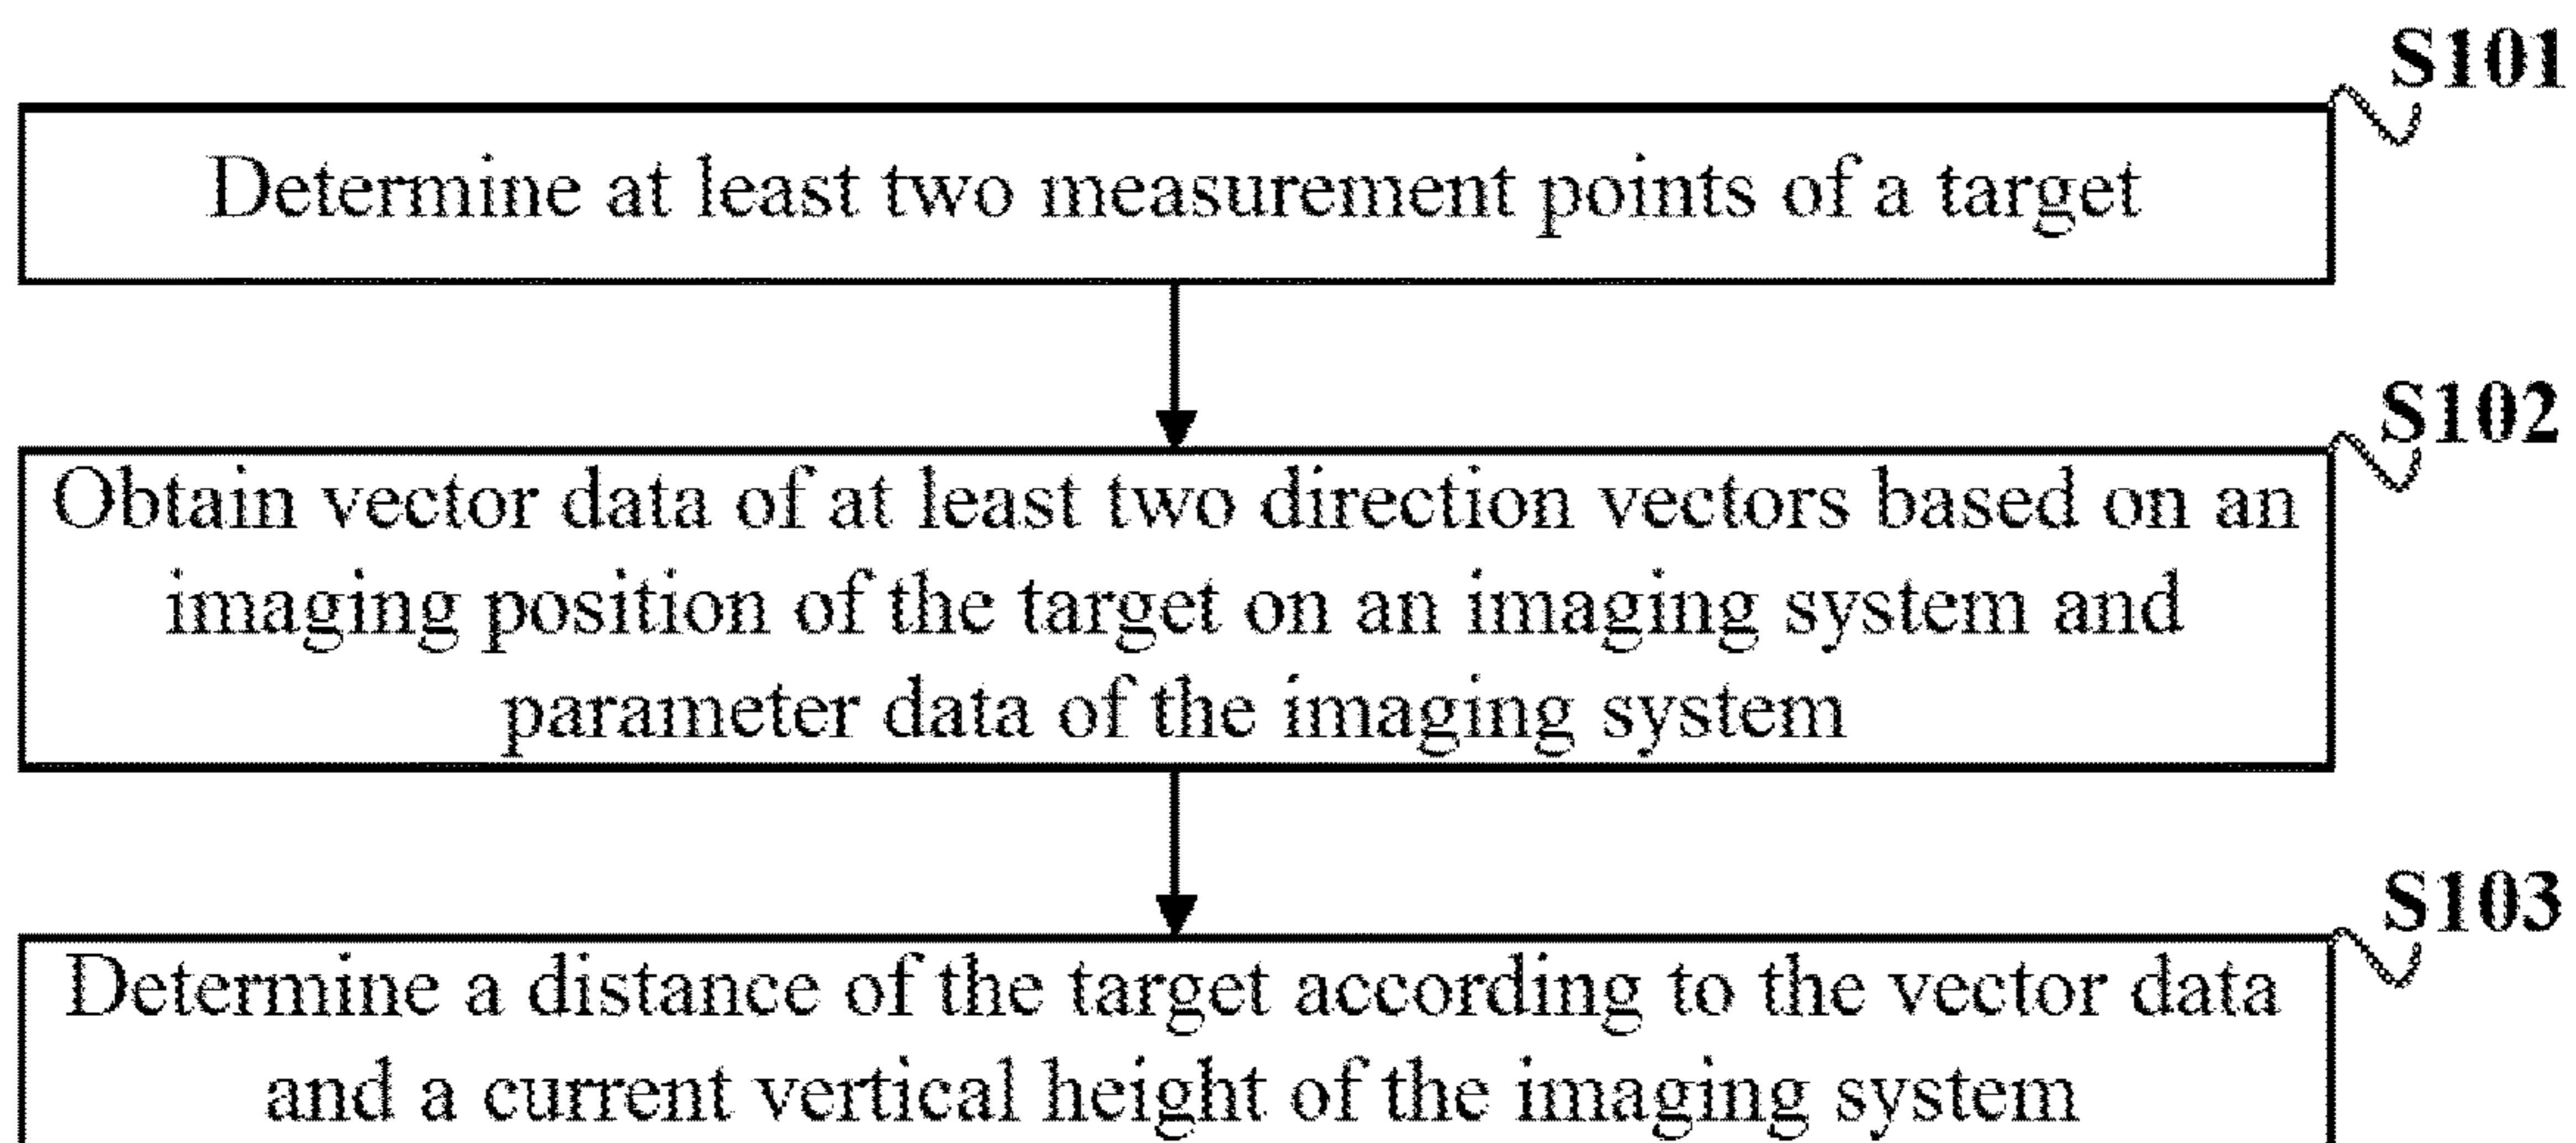 S101
Determine at least two measurement points of a target
S102
Obtain vector data of at least two direction vectors based on an
imaging position of the target on an imaging system and
parameter data of the imaging system
S103
Determine a distance of the target according to the vector data
and a current vertical height of the imaging system